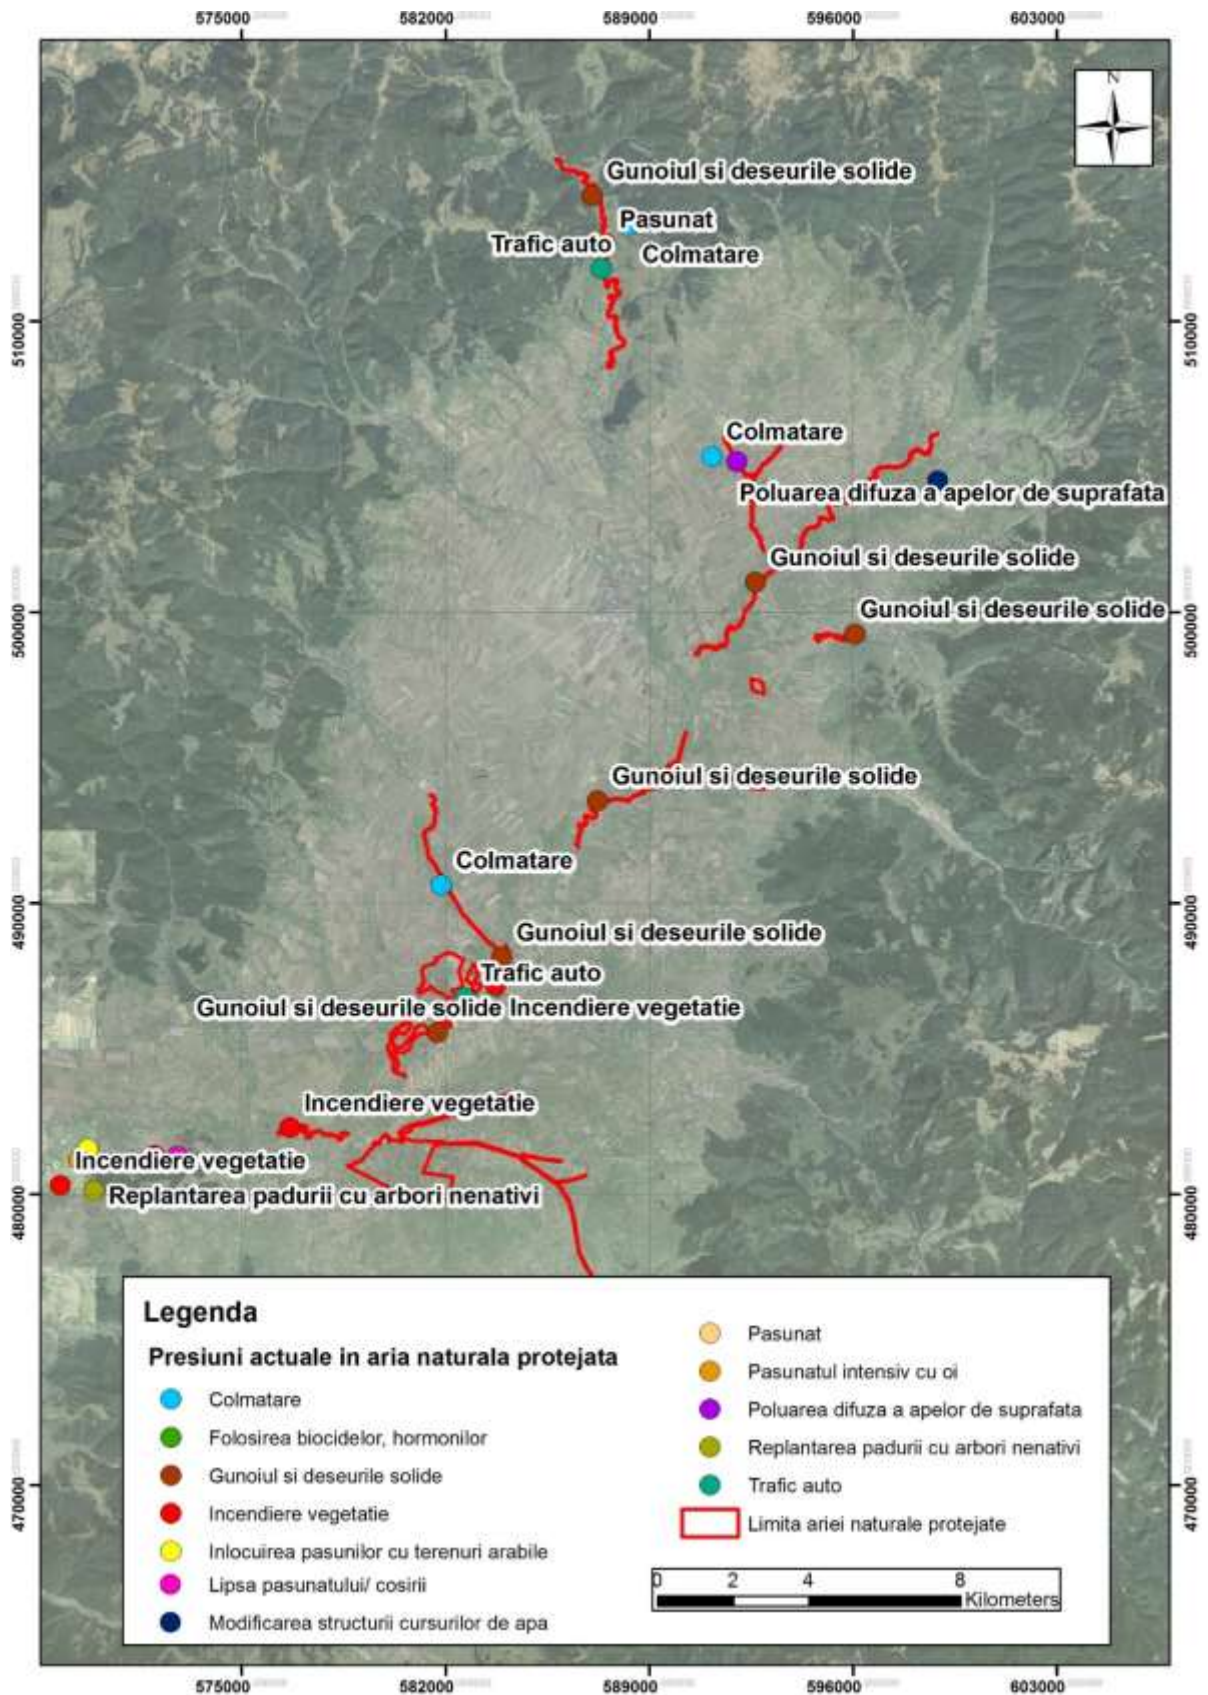 575000 582000 589000 596000 603000
N
Gunoiul si deseurile solide
Pasunat
Trafic auto
Colmatare
510000 510000
Colmatare
Poluarea difuza a apelor de suprafata
Gunoiul si deseurile solide
Gunoiul si deseurile solide
500000 500000
Gunoiul si deseurile solide
Colmatare
490000 490000
Gunoiul si deseurile solide
Trafic auto
Gunoiul si deseurile solide Incendiere vegetatie
Incendiere vegetatie
Incendiere vegetatie
Replantarea padurii cu arbori nenativi
480000 480000
Legenda
Presiuni actuale in aria naturala protejata
Colmatare
Folosirea biocidelor, hormonilor
Gunoiul si deseurile solide
Incendiere vegetatie
Inlocuirea pasunilor cu terenuri arabile
Lipsa pasunatului/ cosirii
Modificarea structurii cursurilor de apa
Pasunat
Pasunatul intensiv cu oi
Poluarea difuza a apelor de suprafata
Replantarea padurii cu arbori nenativi
Trafic auto
Limita ariei naturale protejate
470000 470000
0 2 4 8
Kilometers
575000 582000 589000 596000 603000